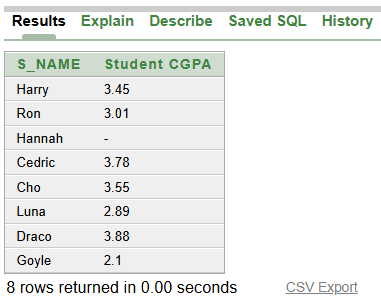 Results Explain Describe Saved SQL History
S_NAME Student CGPA
Harry 3.45
Ron 3.01
Hannah -
Cedric 3.78
Cho 3.55
Luna 2.89
Draco 3.88
Goyle 2.1
8 rows returned in 0.00 seconds CSV Export